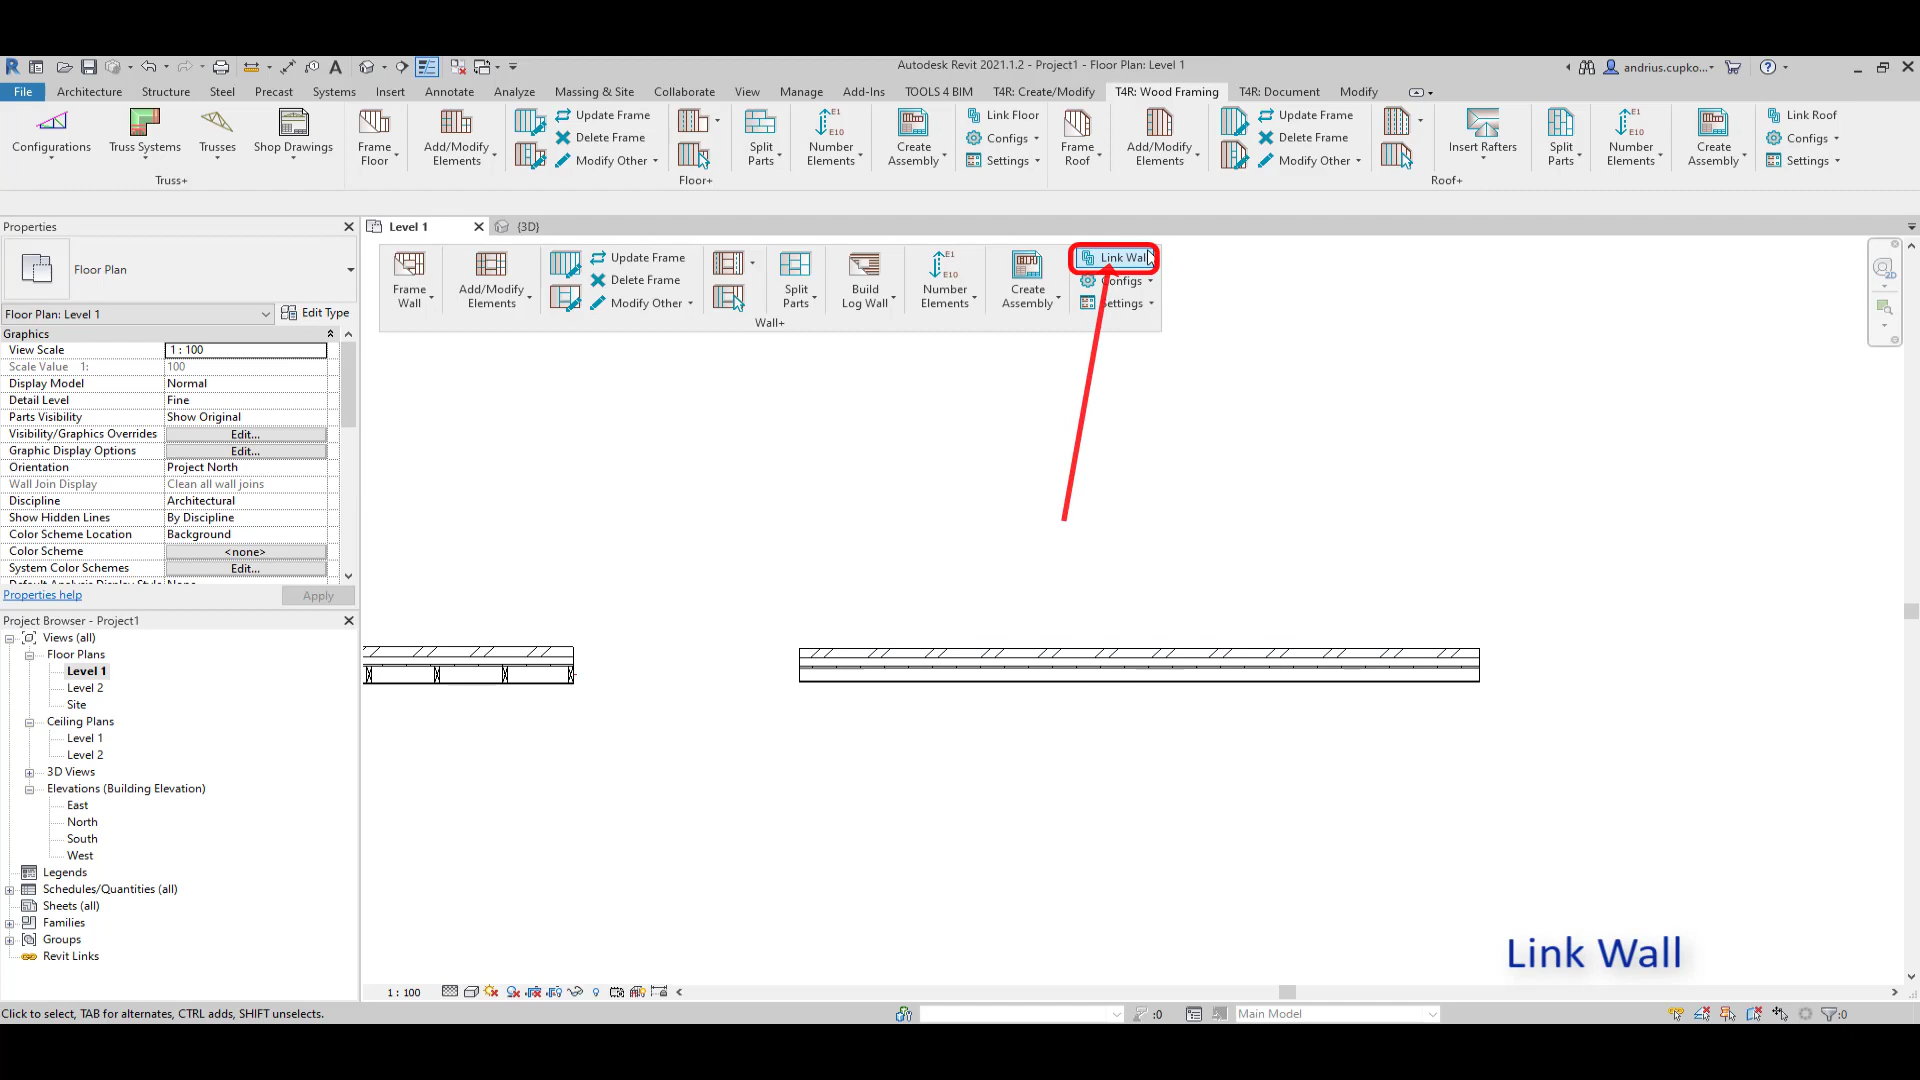 Autodesk Revit 2021.1.2 - Project1 - Floor Plan: Level 1
andrius.cupko...
File Architecture Structure Steel Precast Systems Insert Annotate Analyze Massing & Site Collaborate View Manage Add-Ins TOOLS 4 BIM T4R: Create/Modify T4R: Wood Framing T4R: Document Modify
Configurations
Truss Systems
Trusses
Shop Drawings
Truss+
Frame
Floor
Add/Modify
Elements
Update Frame
Delete Frame
Modify Other
Split
Parts
E1
E10
Number
Elements
Create
Assembly
Link Floor
Configs
Settings
Floor+
Frame
Roof
Add/Modify
Elements
Update Frame
Delete Frame
Modify Other
Insert Rafters
Split
Parts
E1
E10
Number
Elements
Create
Assembly
Link Roof
Configs
Settings
Roof+
Properties
Floor Plan
Floor Plan: Level 1
Edit Type
Graphics
View Scale 1 : 100
Scale Value 1: 100
Display Model Normal
Detail Level Fine
Parts Visibility Show Original
Visibility/Graphics Overrides Edit...
Graphic Display Options Edit...
Orientation Project North
Wall Join Display Clean all wall joins
Discipline Architectural
Show Hidden Lines By Discipline
Color Scheme Location Background
Color Scheme <none>
System Color Schemes Edit...
Properties help
Apply
Project Browser - Project1
Views (all)
Floor Plans
Level 1
Level 2
Site
Ceiling Plans
Level 1
Level 2
3D Views
Elevations (Building Elevation)
East
North
South
West
Legends
Schedules/Quantities (all)
Sheets (all)
Families
Groups
Revit Links
Level 1
{3D}
Frame
Wall
Add/Modify
Elements
Update Frame
Delete Frame
Modify Other
Split
Parts
Build
Log Wall
E1
E10
Number
Elements
Create
Assembly
Link Wall
Configs
Settings
Wall+
2D
Link Wall
1 : 100
Click to select, TAB for alternates, CTRL adds, SHIFT unselects.
:0
Main Model
:0